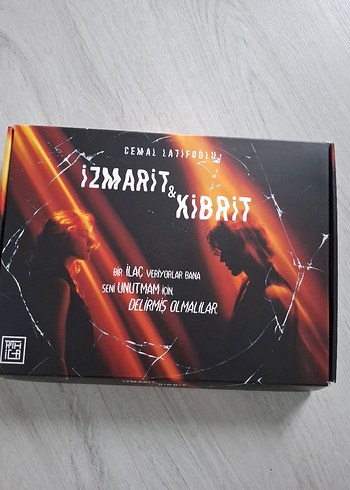 CEMAL LATİFOĞLU
İZMARİT
&
KİBRİT
BİR İLAÇ VERİYORLAR BANA
SENİ UNUTMAM İÇİN.
DELİRMİŞ OLMALILAR.
İZMARİT KİBRİT